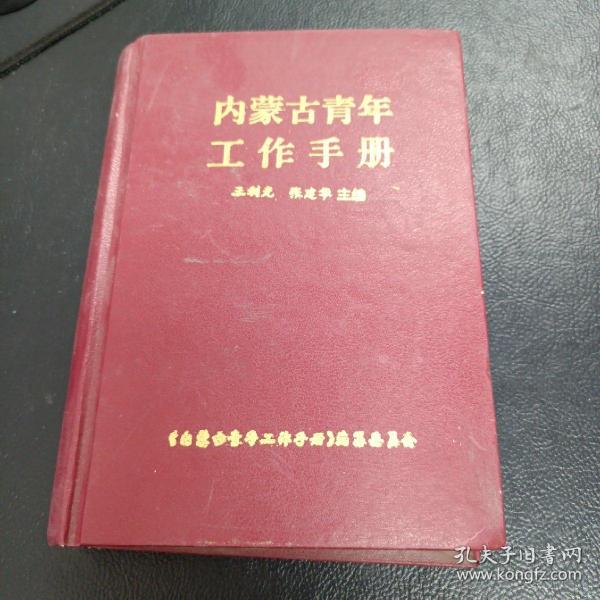 内蒙古青年
工作手册
王利光 张建华 主编
《内蒙古青年工作手册》编纂委员会
孔夫子旧书网
www.kongfz.com